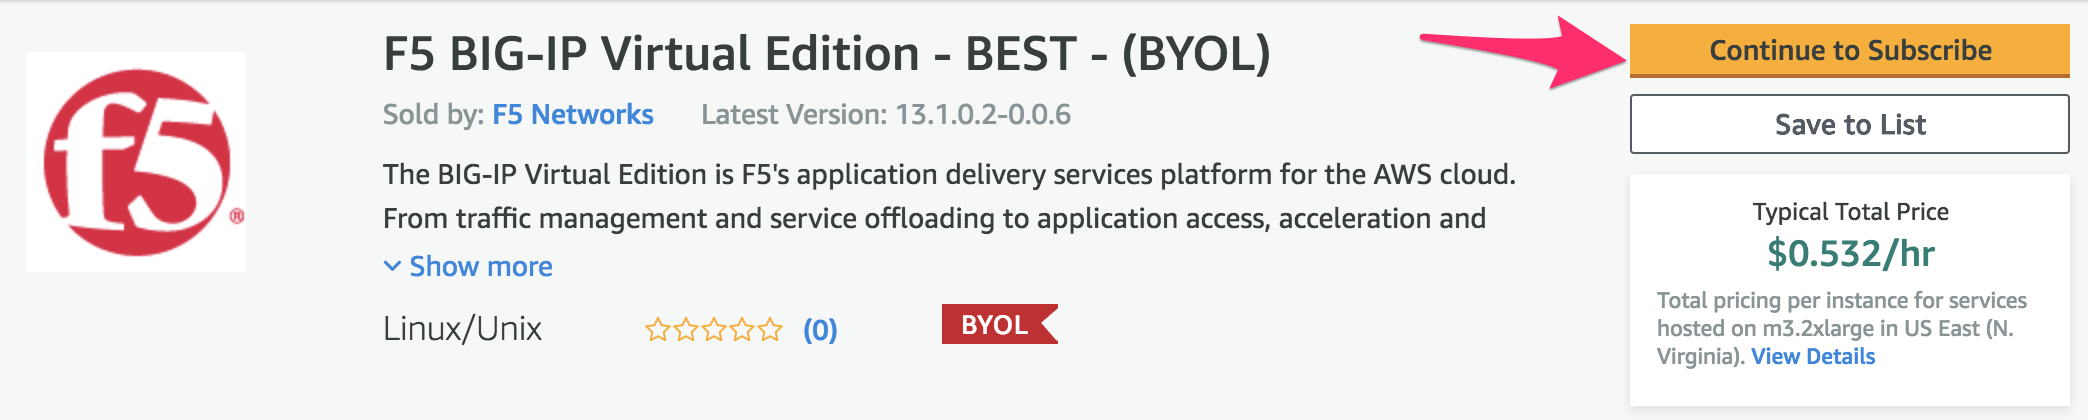 f5®
F5 BIG-IP Virtual Edition - BEST - (BYOL)
Sold by: F5 Networks Latest Version: 13.1.0.2-0.0.6
The BIG-IP Virtual Edition is F5's application delivery services platform for the AWS cloud.
From traffic management and service offloading to application access, acceleration and
Show more
Linux/Unix (0) BYOL
Continue to Subscribe
Save to List
Typical Total Price
$0.532/hr
Total pricing per instance for services
hosted on m3.2xlarge in US East (N.
Virginia). View Details